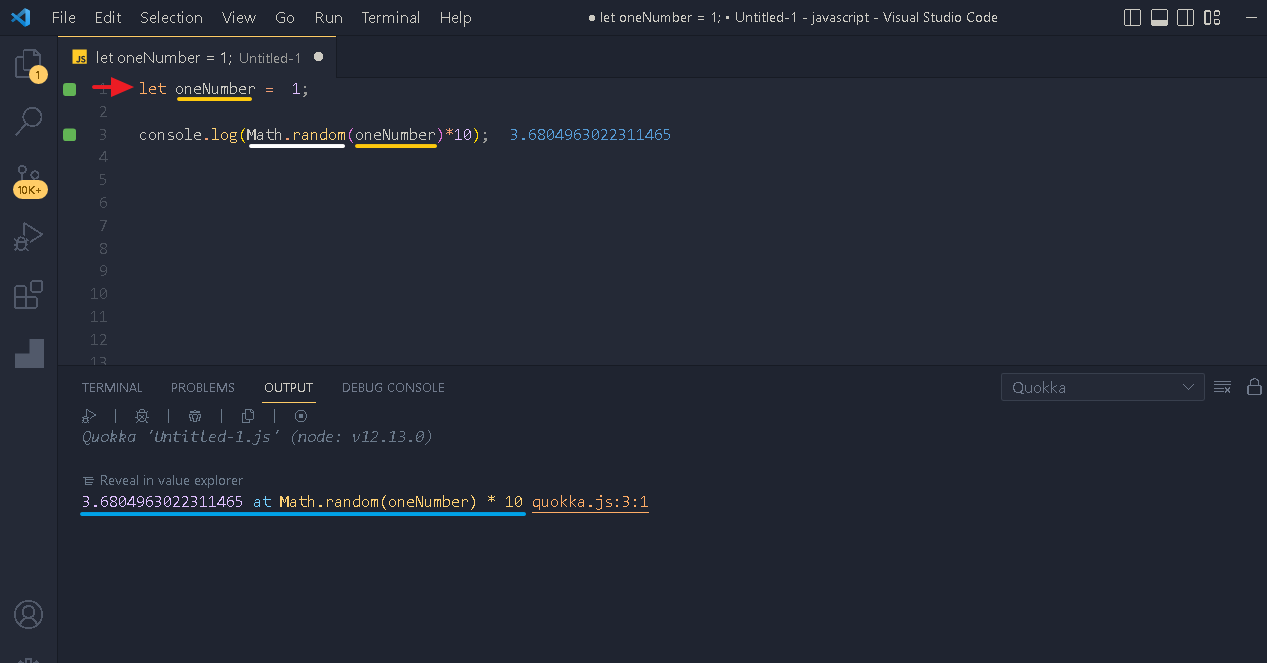 File Edit Selection View Go Run Terminal Help ● let oneNumber = 1; • Untitled-1 - javascript - Visual Studio Code
JS let oneNumber = 1; Untitled-1 ●
1
1 let oneNumber =  1;
2
3 console.log(Math.random(oneNumber)*10); 3.6804963022311465
4
5
10K+
6
7
8
9
10
11
12
13
TERMINAL PROBLEMS OUTPUT DEBUG CONSOLE Quokka
Quokka 'Untitled-1.js' (node: v12.13.0)
Reveal in value explorer
3.6804963022311465 at Math.random(oneNumber) * 10 quokka.js:3:1